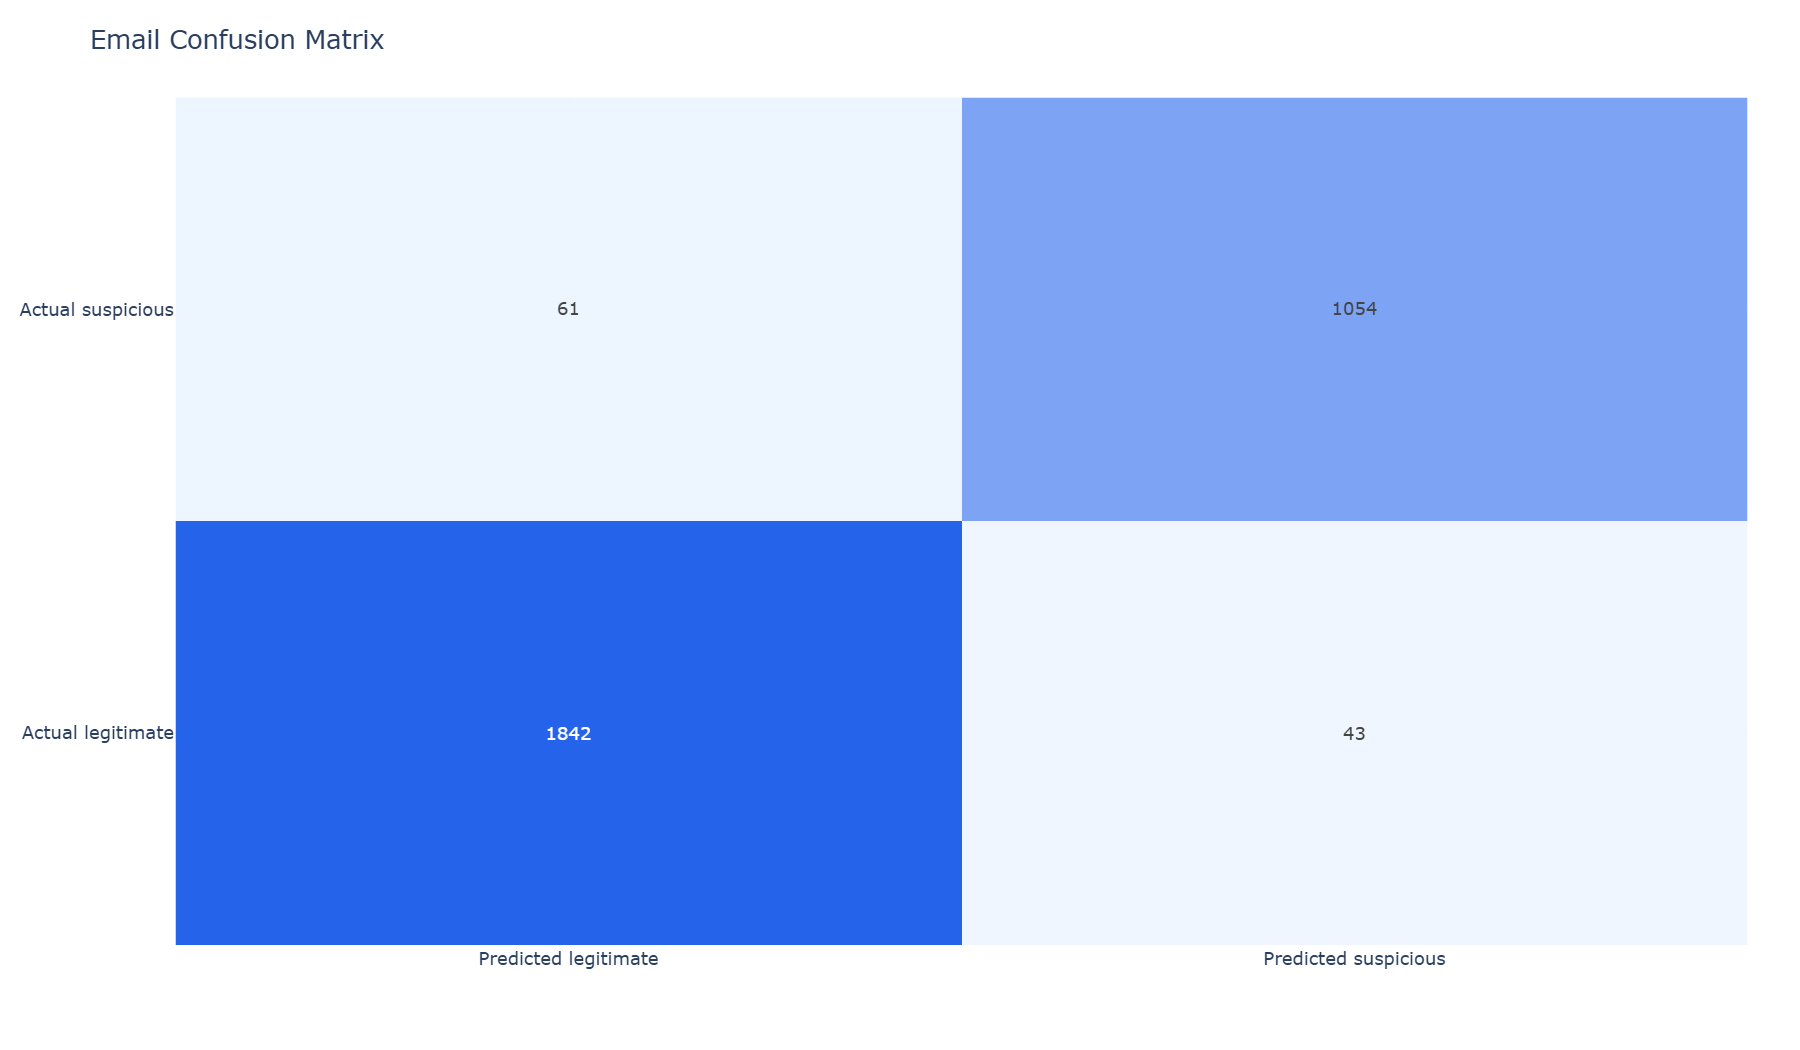 Email Confusion Matrix
Actual suspicious
61
1054
Actual legitimate
1842
43
Predicted legitimate
Predicted suspicious